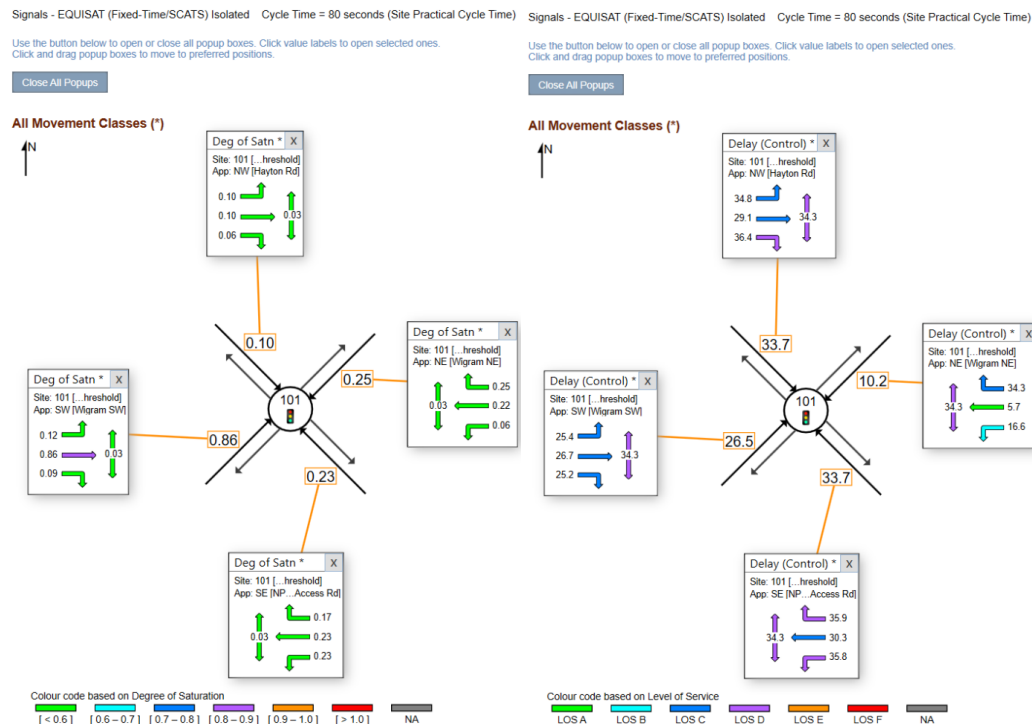 Signals - EQUISAT (Fixed-Time/SCATS) Isolated Cycle Time = 80 seconds (Site Practical Cycle Time)
Use the button below to open or close all popup boxes. Click value labels to open selected ones.
Click and drag popup boxes to move to preferred positions.
Close All Popups
All Movement Classes (*)
N
Deg of Satn * X
Site: 101 [...hreshold]
App: NW [Hayton Rd]
0.10
0.10
0.03
0.06
0.10
Deg of Satn * X
Site: 101 [...hreshold]
App: NE [Wigram NE]
0.25
0.03
0.22
0.06
0.25
Deg of Satn * X
Site: 101 [...hreshold]
App: SW [Wigram SW]
0.12
0.86
0.03
0.09
0.86
101
0.23
Deg of Satn * X
Site: 101 [...hreshold]
App: SE [NP...Access Rd]
0.17
0.03
0.23
0.23
Colour code based on Degree of Saturation
[ < 0.6 ] [ 0.6 – 0.7 ] [ 0.7 – 0.8 ] [ 0.8 – 0.9 ] [ 0.9 – 1.0 ] [ > 1.0 ] NA
Signals - EQUISAT (Fixed-Time/SCATS) Isolated Cycle Time = 80 seconds (Site Practical Cycle Time)
Use the button below to open or close all popup boxes. Click value labels to open selected ones.
Click and drag popup boxes to move to preferred positions.
Close All Popups
All Movement Classes (*)
N
Delay (Control) * X
Site: 101 [...hreshold]
App: NW [Hayton Rd]
34.8
29.1
34.3
36.4
33.7
Delay (Control) * X
Site: 101 [...hreshold]
App: NE [Wigram NE]
34.3
34.3
5.7
16.6
10.2
Delay (Control) * X
Site: 101 [...hreshold]
App: SW [Wigram SW]
25.4
26.7
34.3
25.2
26.5
101
33.7
Delay (Control) * X
Site: 101 [...hreshold]
App: SE [NP...Access Rd]
35.9
34.3
30.3
35.8
Colour code based on Level of Service
LOS A LOS B LOS C LOS D LOS E LOS F NA